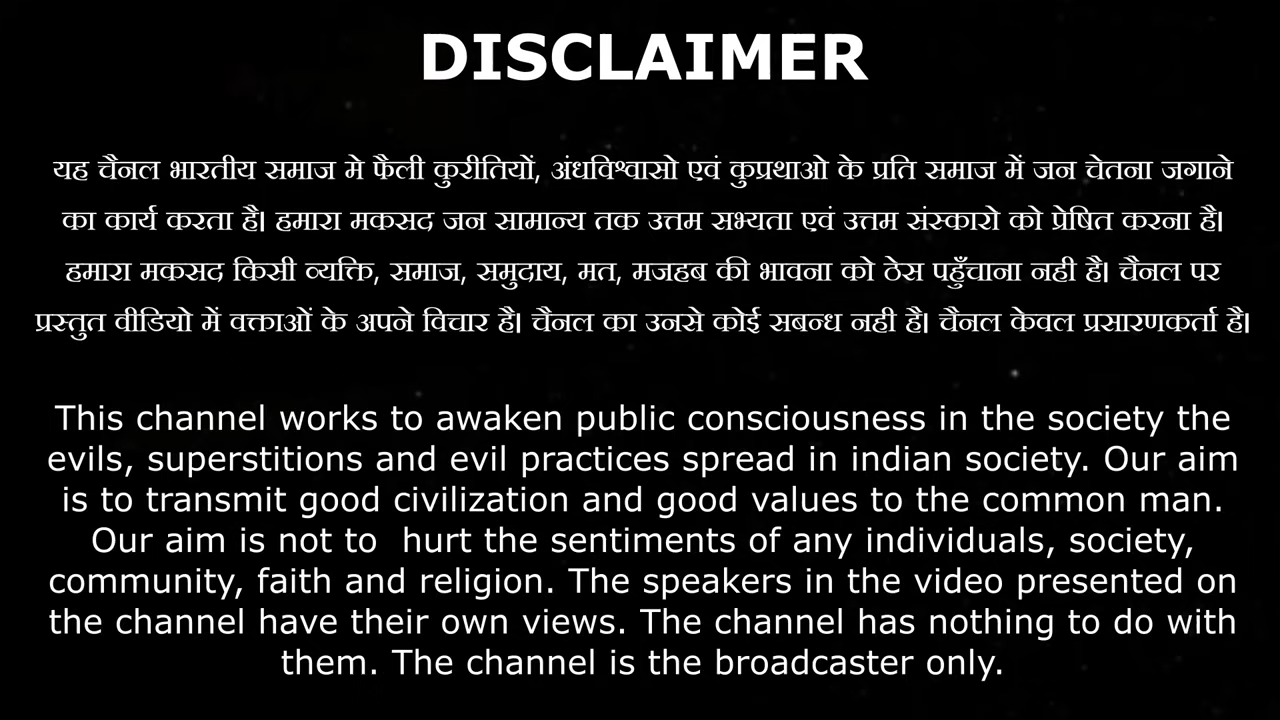 DISCLAIMER
यह चैनल भारतीय समाज मे फैली कुरीतियों, अंधविश्वासो एवं कुप्रथाओ के प्रति समाज में जन चेतना जगाने
का कार्य करता है। हमारा मकसद जन सामान्य तक उत्तम सभ्यता एवं उत्तम संस्कारो को प्रेषित करना है।
हमारा मकसद किसी व्यक्ति, समाज, समुदाय, मत, मजहब की भावना को ठेस पहुँचाना नही है। चैनल पर
प्रस्तुत वीडियो में वक्ताओं के अपने विचार है। चैनल का उनसे कोई सबन्ध नही है। चैनल केवल प्रसारणकर्ता है।
This channel works to awaken public consciousness in the society the
evils, superstitions and evil practices spread in indian society. Our aim
is to transmit good civilization and good values to the common man.
Our aim is not to  hurt the sentiments of any individuals, society,
community, faith and religion. The speakers in the video presented on
the channel have their own views. The channel has nothing to do with
them. The channel is the broadcaster only.